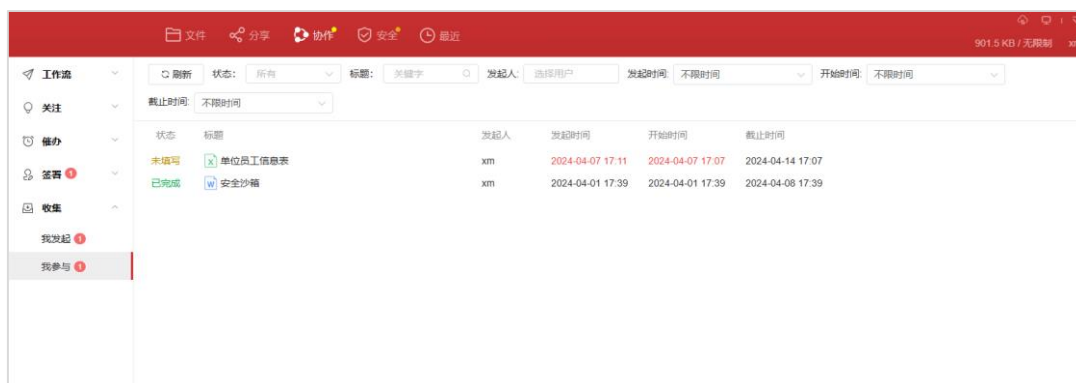 文件 分享 协作 安全 最近 901.5 KB / 无限制
工作流 刷新 状态: 所有 标题: 关键字 发起人: 选择用户 发起时间: 不限时间 开始时间: 不限时间
关注 截止时间: 不限时间
催办 状态 标题 发起人 发起时间 开始时间 截止时间
未填写 单位员工信息表 xm 2024-04-07 17:11 2024-04-07 17:07 2024-04-14 17:07
签署 1
已完成 安全沙箱 xm 2024-04-01 17:39 2024-04-01 17:39 2024-04-08 17:39
收集
我发起 1
我参与 1